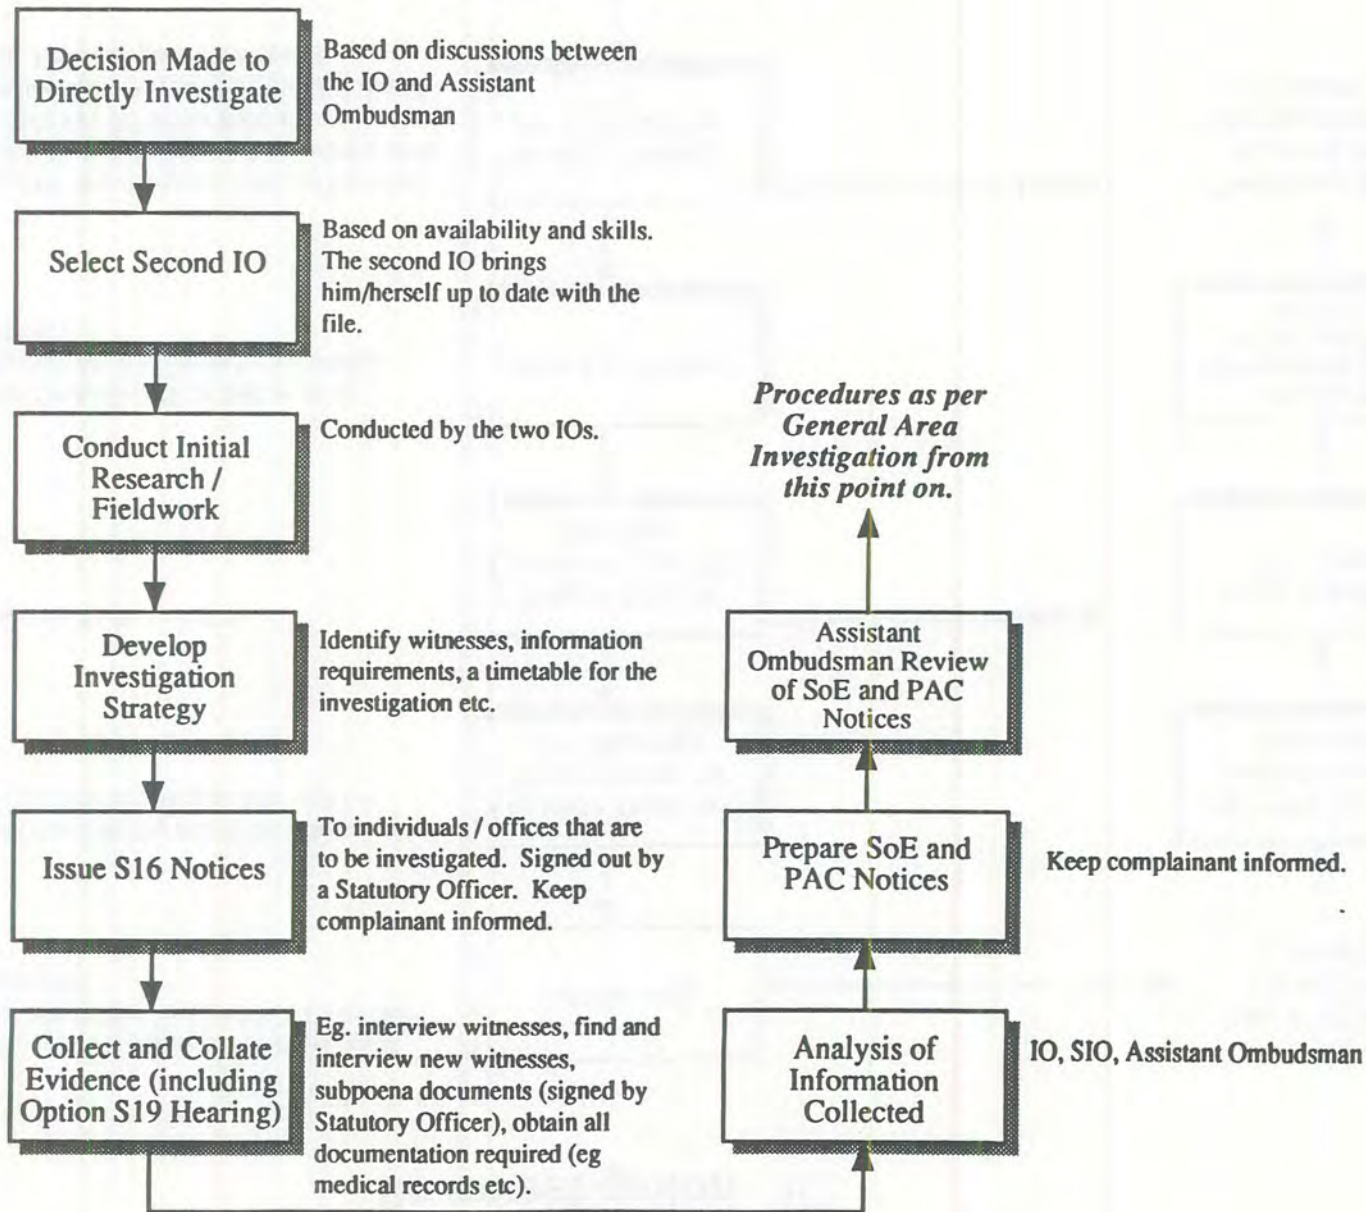 Decision Made to
Directly Investigate
Based on discussions between
the IO and Assistant
Ombudsman
Select Second IO
Based on availability and skills.
The second IO brings
him/herself up to date with the
file.
Conduct Initial
Research /
Fieldwork
Conducted by the two IOs.
Develop
Investigation
Strategy
Identify witnesses, information
requirements, a timetable for the
investigation etc.
Issue S16 Notices
To individuals / offices that are
to be investigated. Signed out by
a Statutory Officer. Keep
complainant informed.
Collect and Collate
Evidence (including
Option S19 Hearing)
Eg. interview witnesses, find and
interview new witnesses,
subpoena documents (signed by
Statutory Officer), obtain all
documentation required (eg
medical records etc).
Analysis of
Information
Collected
IO, SIO, Assistant Ombudsman
Prepare SoE and
PAC Notices
Keep complainant informed.
Assistant
Ombudsman Review
of SoE and PAC
Notices
Procedures as per
General Area
Investigation from
this point on.